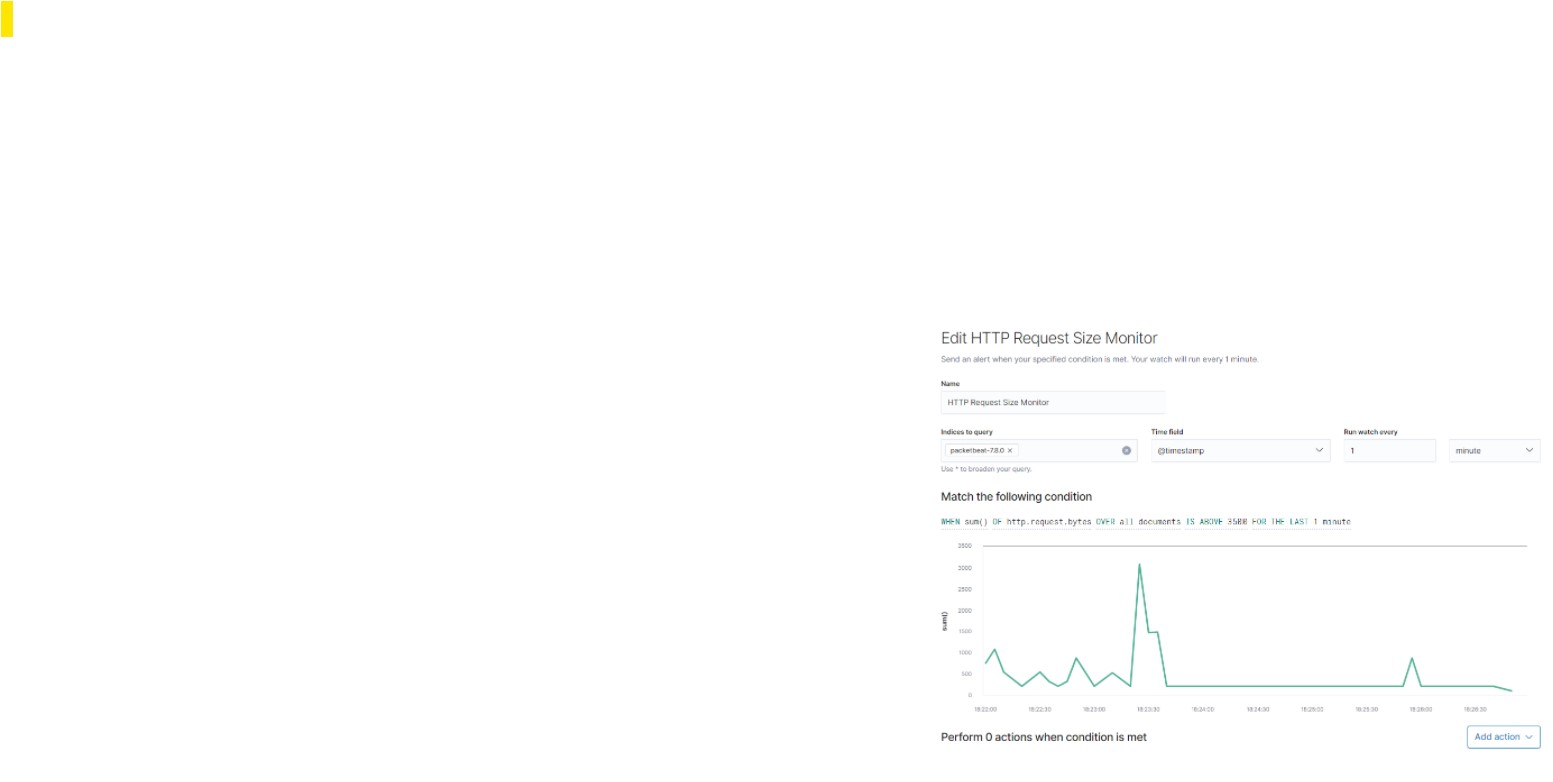 Edit HTTP Request Size Monitor
Send an alert when your specified condition is met. Your watch will run every 1 minute.
Name
HTTP Request Size Monitor
Indices to query Time field Run watch every
packetbeat-7.8.0 × @timestamp 1 minute
Use * to broaden your query.
Match the following condition
WHEN sum() OF http.request.bytes OVER all documents IS ABOVE 3500 FOR THE LAST 1 minute
3500
3000
2500
2000
1500
1000
500
0
sum()
18:22:00 18:22:30 18:23:00 18:23:30 18:24:00 18:24:30 18:25:00 18:25:30 18:26:00 18:26:30
Perform 0 actions when condition is met Add action